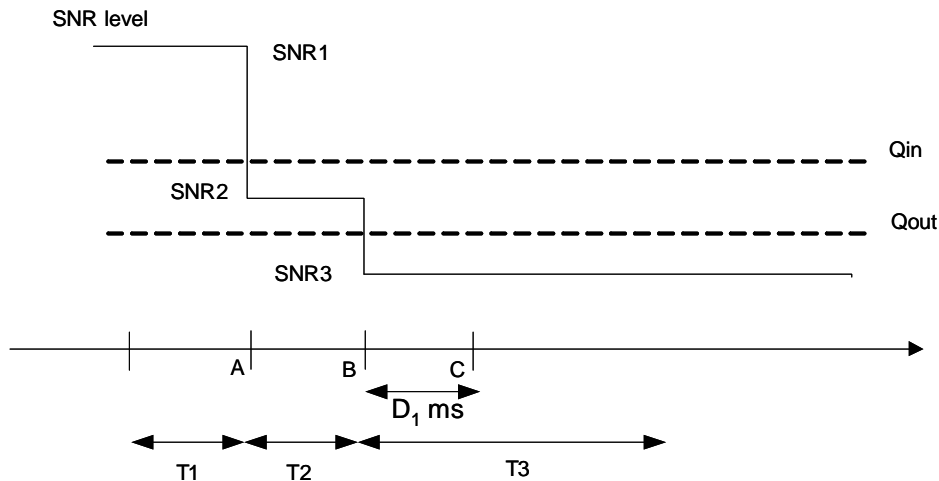 SNR level
SNR1
Qin
SNR2
Qout
SNR3
A
B
C
D₁ ms
T1
T2
T3